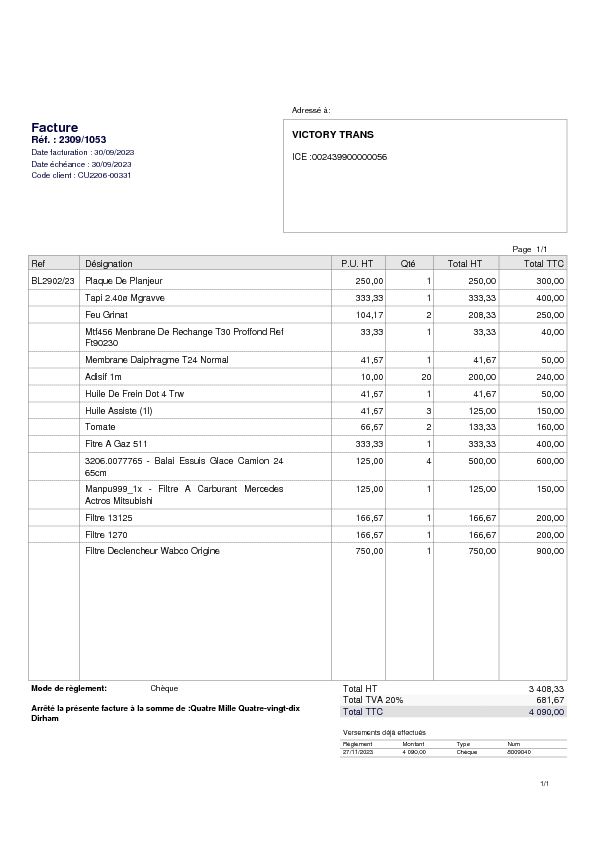 Adressé à:
Facture
Réf. : 2309/1053
Date facturation : 30/09/2023
Date échéance : 30/09/2023
Code client : CU2206-00331
VICTORY TRANS
ICE :002439900000056
Page 1/1
Ref Désignation P.U. HT Qté Total HT Total TTC
BL2902/23 Plaque De Planjeur 250,00 1 250,00 300,00
Tapi 2.40ø Mgravve 333,33 1 333,33 400,00
Feu Grinat 104,17 2 208,33 250,00
Mtf456 Menbrane De Rechange T30 Proffond Ref 33,33 1 33,33 40,00
Ft90230
Membrane Daiphragme T24 Normal 41,67 1 41,67 50,00
Adisif 1m 10,00 20 200,00 240,00
Huile De Frein Dot 4 Trw 41,67 1 41,67 50,00
Huile Assiste (1l) 41,67 3 125,00 150,00
Tomate 66,67 2 133,33 160,00
Fitre A Gaz 511 333,33 1 333,33 400,00
3206.0077765 - Balai Essuis Glace Camion 24 125,00 4 500,00 600,00
65cm
Manpu999_1x - Filtre A Carburant Mercedes 125,00 1 125,00 150,00
Actros Mitsubishi
Filtre 13125 166,67 1 166,67 200,00
Filtre 1270 166,67 1 166,67 200,00
Filtre Declencheur Wabco Origine 750,00 1 750,00 900,00
Mode de règlement: Chèque
Total HT 3 408,33
Total TVA 20% 681,67
Total TTC 4 090,00
Arrêté la présente facture à la somme de :Quatre Mille Quatre-vingt-dix
Dirham
Versements déjà effectués
Règlement Montant Type Num
27/11/2023 4 090,00 Chèque 8009040
1/1